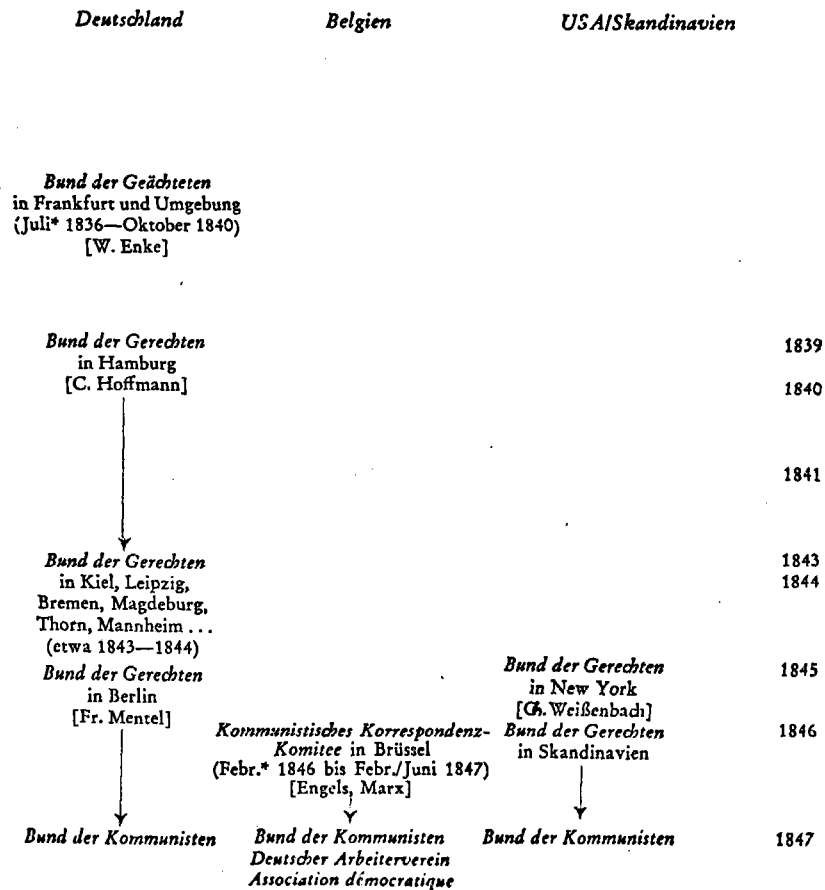 Deutschland
Belgien
USA/Skandinavien
Bund der Geächteten
in Frankfurt und Umgebung
(Juli* 1836—Oktober 1840)
[W. Enke]
Bund der Gerechten
in Hamburg
[C. Hoffmann]
1839
1840
1841
Bund der Gerechten
in Kiel, Leipzig,
Bremen, Magdeburg,
Thorn, Mannheim ...
(etwa 1843—1844)
1843
1844
Bund der Gerechten
in Berlin
[Fr. Mentel]
Bund der Gerechten
in New York
[Ch. Weißenbach]
1845
Kommunistisches Korrespondenz-
Komitee in Brüssel
(Febr.* 1846 bis Febr./Juni 1847)
[Engels, Marx]
Bund der Gerechten
in Skandinavien
1846
Bund der Kommunisten
Bund der Kommunisten
Deutscher Arbeiterverein
Association démocratique
Bund der Kommunisten
1847